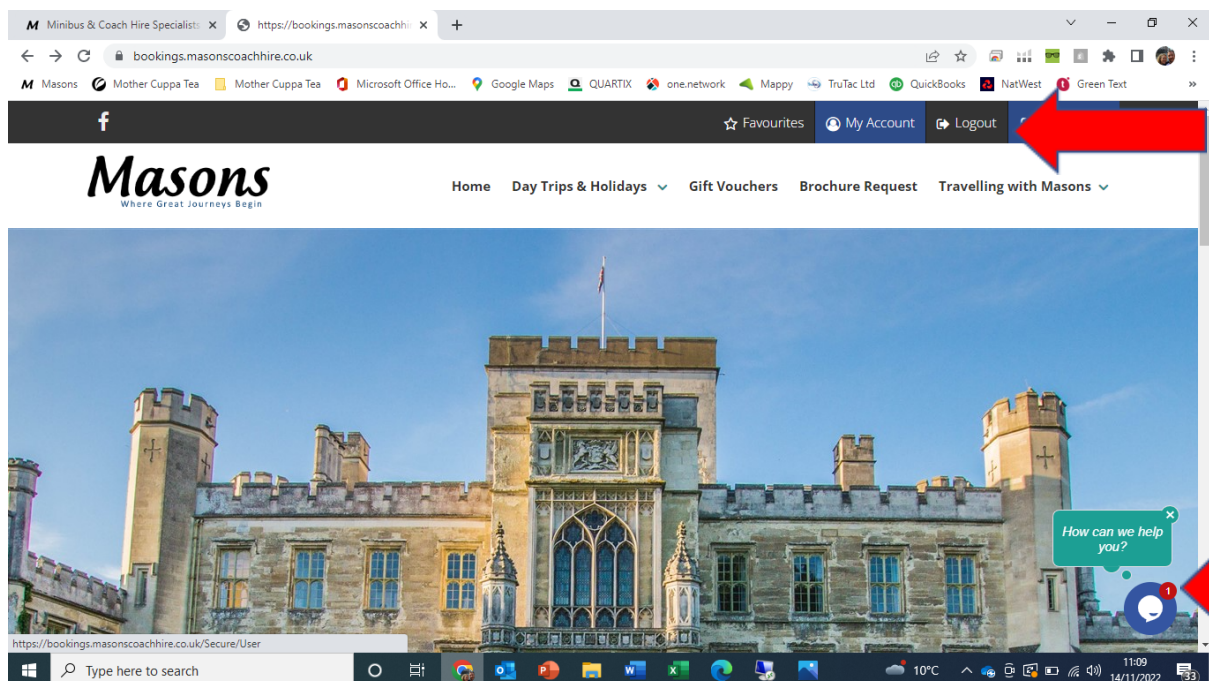 M Minibus & Coach Hire Specialists
https://bookings.masonscoachhi
bookings.masonscoachhire.co.uk
M Masons Mother Cuppa Tea Mother Cuppa Tea Microsoft Office Ho... Google Maps QUARTIX one.network Mappy TruTac Ltd QuickBooks NatWest Green Text »
f Favourites My Account Logout
Masons
Where Great Journeys Begin
Home Day Trips & Holidays Gift Vouchers Brochure Request Travelling with Masons
How can we help
you?
1
https://bookings.masonscoachhire.co.uk/Secure/User
Type here to search
10°C
11:09
14/11/2022
33